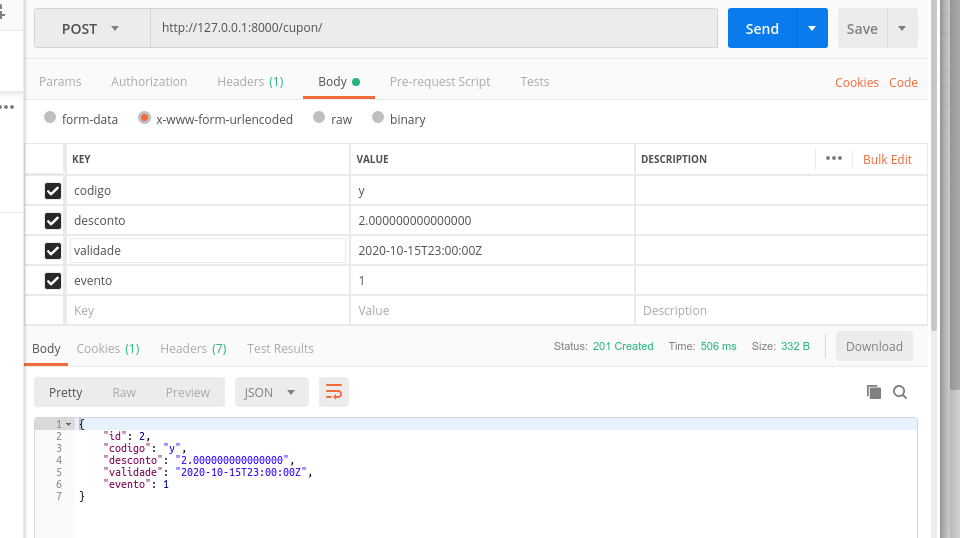 POST http://127.0.0.1:8000/cupon/ Send Save
Params Authorization Headers (1) Body Pre-request Script Tests Cookies Code
form-data x-www-form-urlencoded raw binary
KEY VALUE DESCRIPTION ••• Bulk Edit
codigo y
desconto 2.000000000000000
validade 2020-10-15T23:00:00Z
evento 1
Key Value Description
Body Cookies (1) Headers (7) Test Results Status: 201 Created Time: 506 ms Size: 332 B Download
Pretty Raw Preview JSON
1 {
2 "id": 2,
3 "codigo": "y",
4 "desconto": "2.000000000000000",
5 "validade": "2020-10-15T23:00:00Z",
6 "evento": 1
7 }